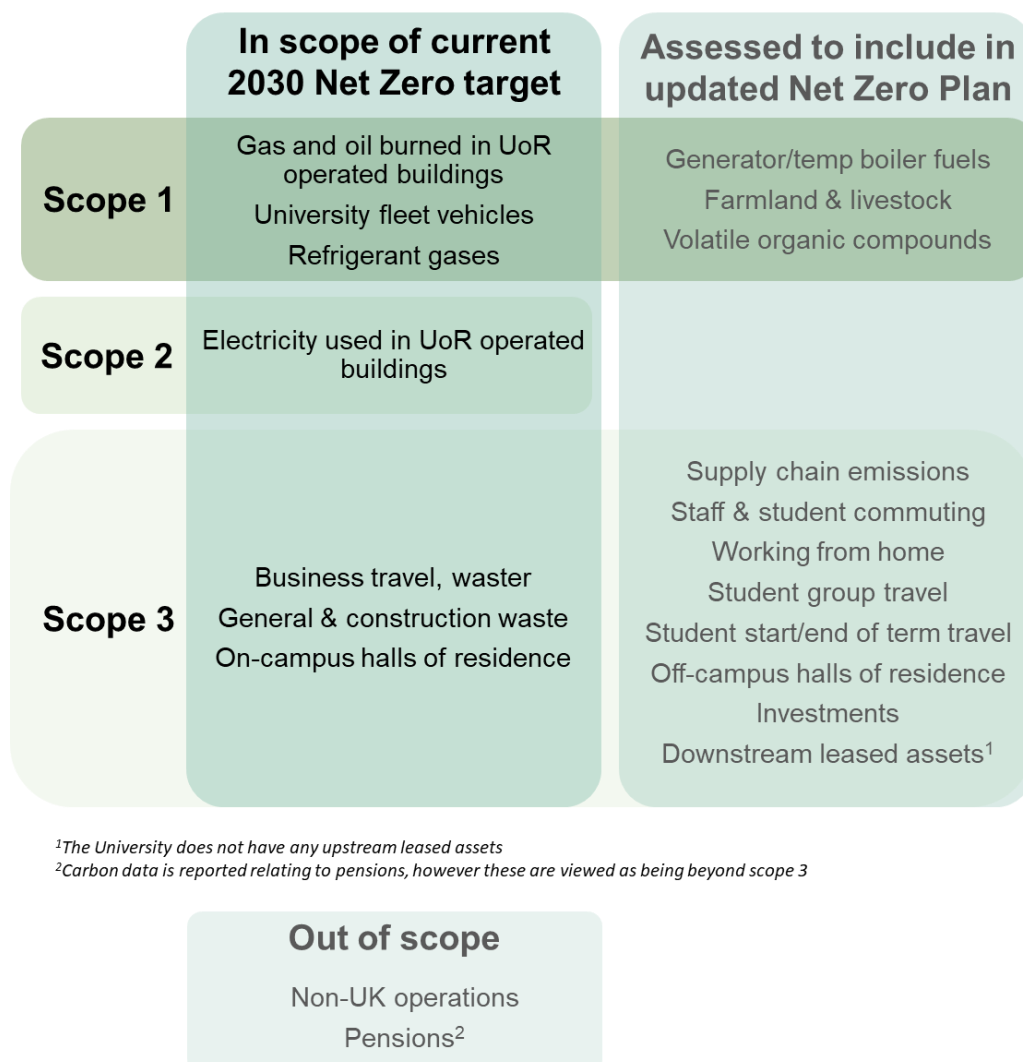 In scope of current
2030 Net Zero target
Assessed to include in
updated Net Zero Plan
Scope 1
Gas and oil burned in UoR
operated buildings
University fleet vehicles
Refrigerant gases
Generator/temp boiler fuels
Farmland & livestock
Volatile organic compounds
Scope 2
Electricity used in UoR operated
buildings
Scope 3
Business travel, waster
General & construction waste
On-campus halls of residence
Supply chain emissions
Staff & student commuting
Working from home
Student group travel
Student start/end of term travel
Off-campus halls of residence
Investments
Downstream leased assets¹
¹The University does not have any upstream leased assets
²Carbon data is reported relating to pensions, however these are viewed as being beyond scope 3
Out of scope
Non-UK operations
Pensions²